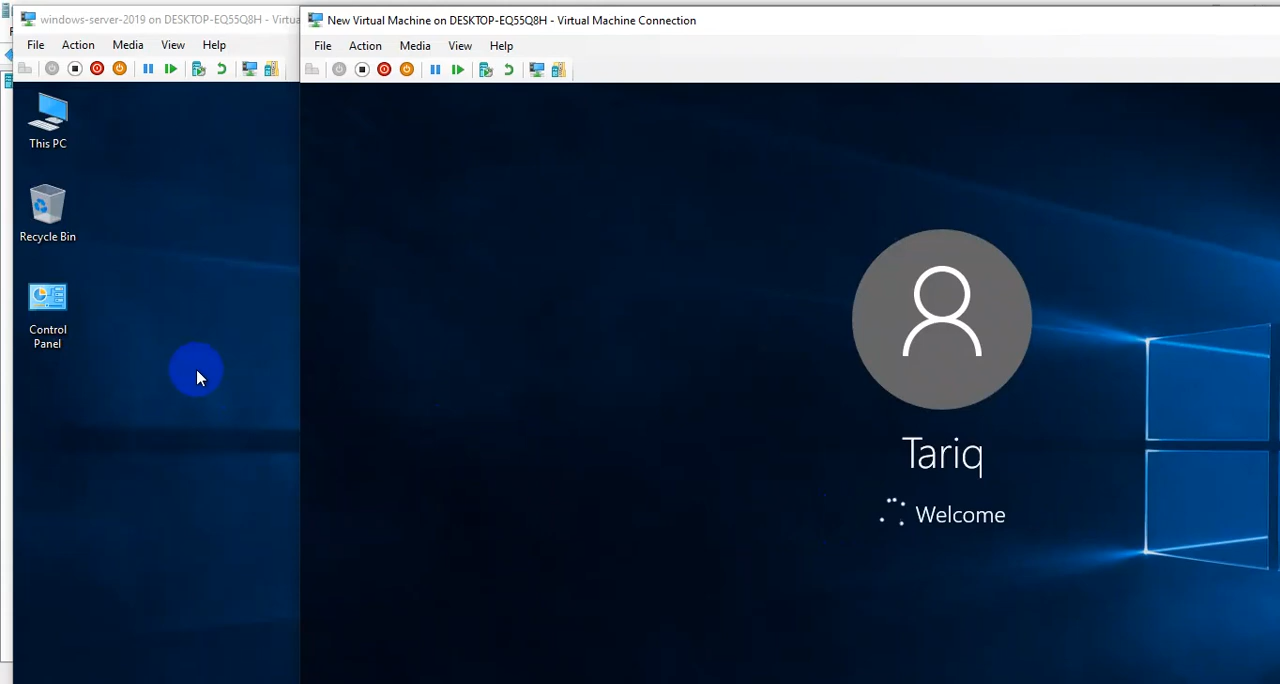 windows-server-2019 on DESKTOP-EQ55Q8H - Virtua
File Action Media View Help
This PC
Recycle Bin
Control
Panel
New Virtual Machine on DESKTOP-EQ55Q8H - Virtual Machine Connection
File Action Media View Help
Tariq
Welcome